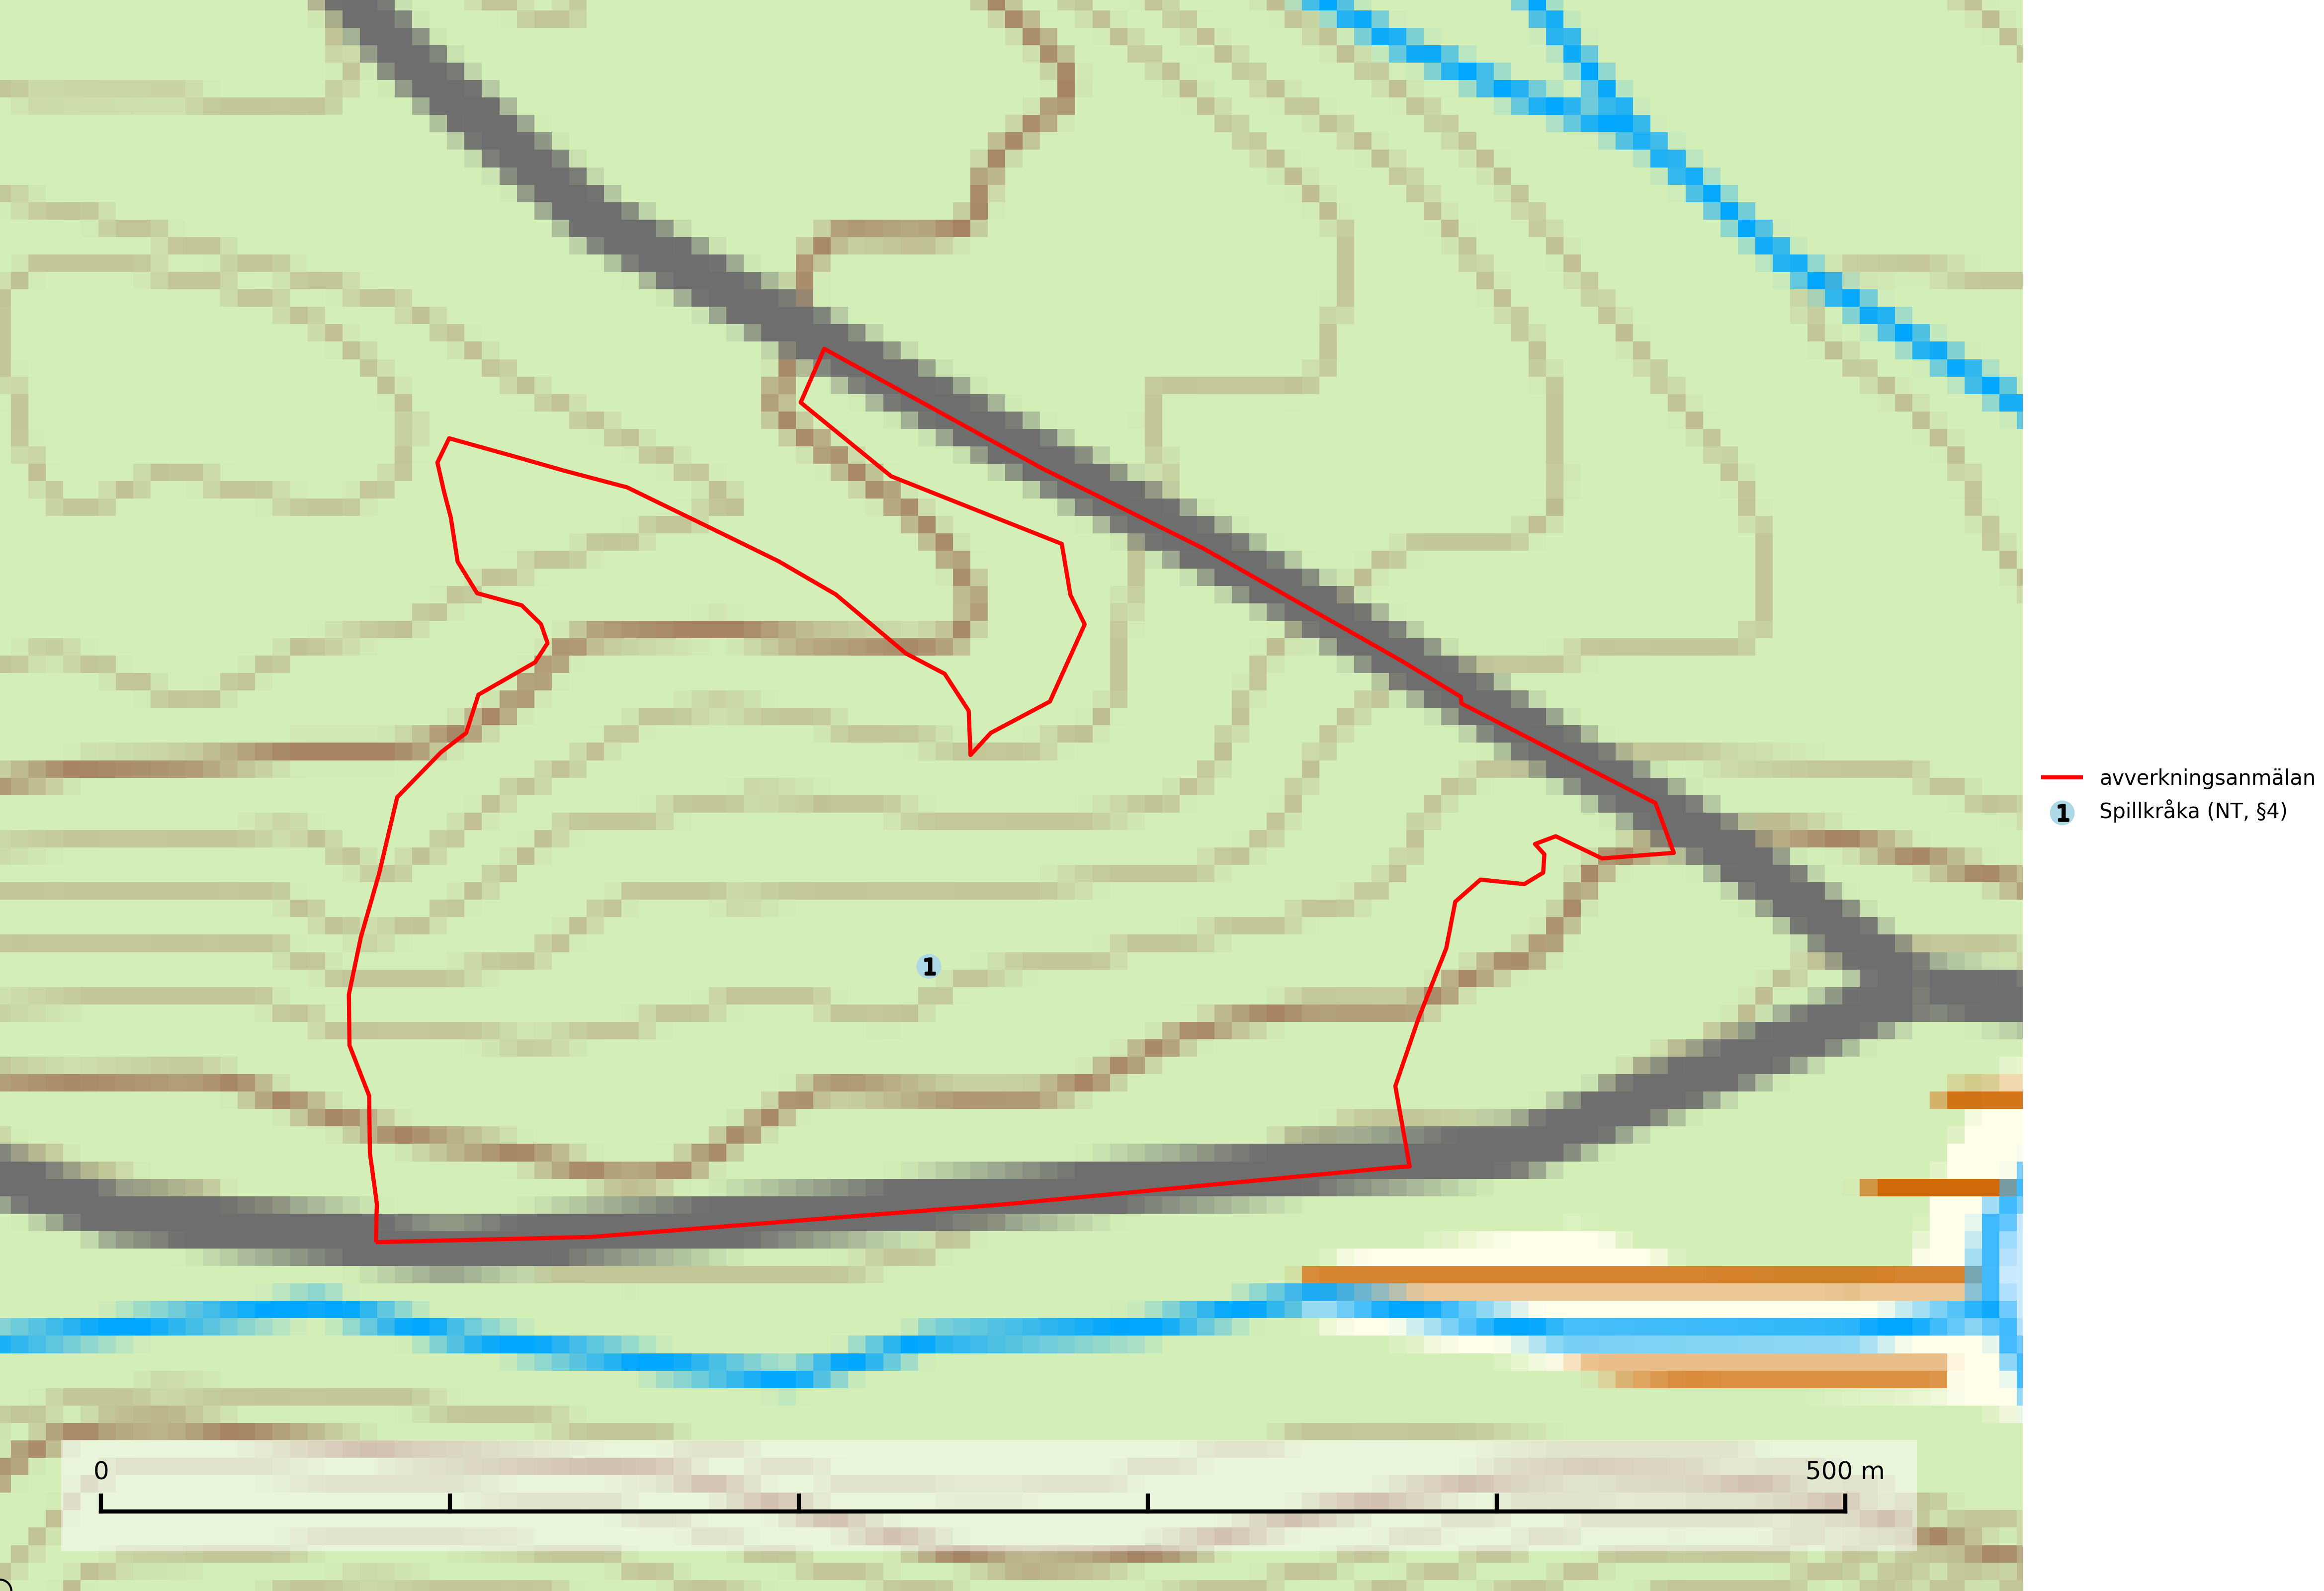 avverkningsanmälan
1 Spillkråka (NT, §4)
1
0 500 m